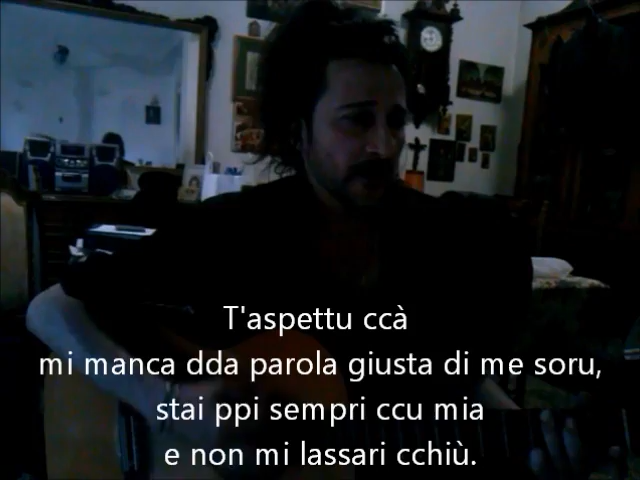 T'aspettu ccà
mi manca dda parola giusta di me soru,
stai ppi sempri ccu mia
e non mi lassari cchiù.